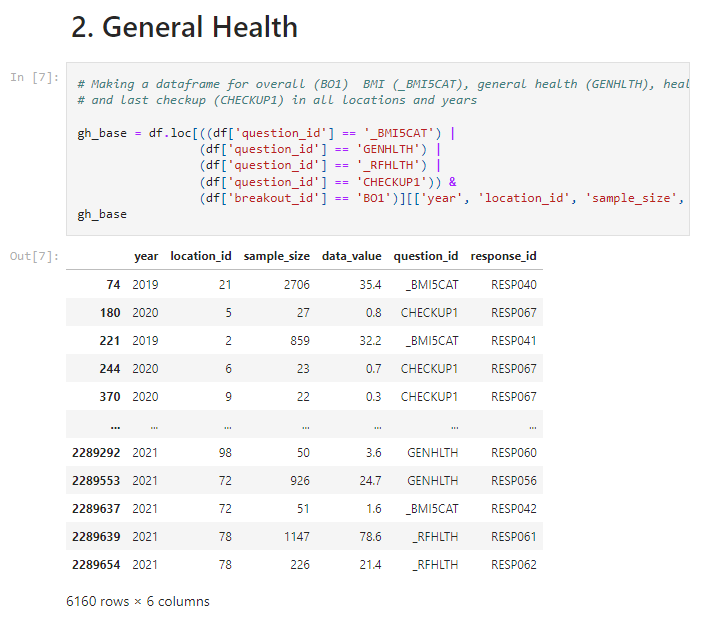 2. General Health
In [7]:
# Making a dataframe for overall (BO1)  BMI (_BMI5CAT), general health (GENHLTH), heal
# and last checkup (CHECKUP1) in all locations and years
gh_base = df.loc[((df['question_id'] == '_BMI5CAT') |
(df['question_id'] == 'GENHLTH') |
(df['question_id'] == '_RFHLTH') |
(df['question_id'] == 'CHECKUP1')) &
(df['breakout_id'] == 'BO1')][['year', 'location_id', 'sample_size',
gh_base
Out[7]:
year location_id sample_size data_value question_id response_id
74 2019 21 2706 35.4 _BMI5CAT RESP040
180 2020 5 27 0.8 CHECKUP1 RESP067
221 2019 2 859 32.2 _BMI5CAT RESP041
244 2020 6 23 0.7 CHECKUP1 RESP067
370 2020 9 22 0.3 CHECKUP1 RESP067
... ... ... ... ... ... ...
2289292 2021 98 50 3.6 GENHLTH RESP060
2289553 2021 72 926 24.7 GENHLTH RESP056
2289637 2021 72 51 1.6 _BMI5CAT RESP042
2289639 2021 78 1147 78.6 _RFHLTH RESP061
2289654 2021 78 226 21.4 _RFHLTH RESP062
6160 rows × 6 columns